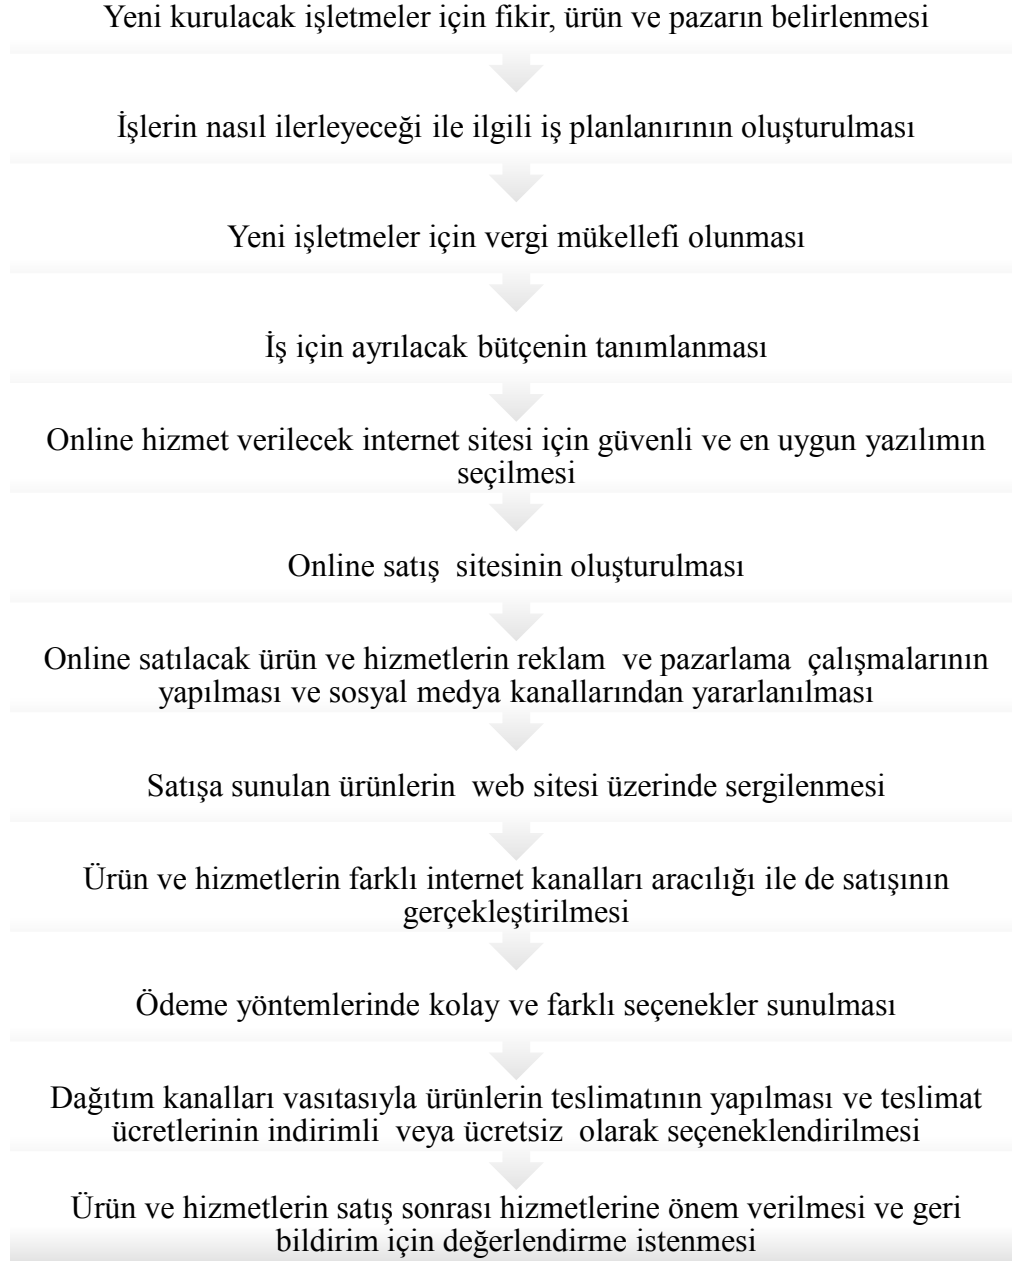 Yeni kurulacak işletmeler için fikir, ürün ve pazarın belirlenmesi
İşlerin nasıl ilerleyeceği ile ilgili iş planlanırının oluşturulması
Yeni işletmeler için vergi mükellefi olunması
İş için ayrılacak bütçenin tanımlanması
Online hizmet verilecek internet sitesi için güvenli ve en uygun yazılımın
seçilmesi
Online satış sitesinin oluşturulması
Online satılacak ürün ve hizmetlerin reklam ve pazarlama çalışmalarının
yapılması ve sosyal medya kanallarından yararlanılması
Satışa sunulan ürünlerin web sitesi üzerinde sergilenmesi
Ürün ve hizmetlerin farklı internet kanalları aracılığı ile de satışının
gerçekleştirilmesi
Ödeme yöntemlerinde kolay ve farklı seçenekler sunulması
Dağıtım kanalları vasıtasıyla ürünlerin teslimatının yapılması ve teslimat
ücretlerinin indirimli veya ücretsiz olarak seçeneklendirilmesi
Ürün ve hizmetlerin satış sonrası hizmetlerine önem verilmesi ve geri
bildirim için değerlendirme istenmesi